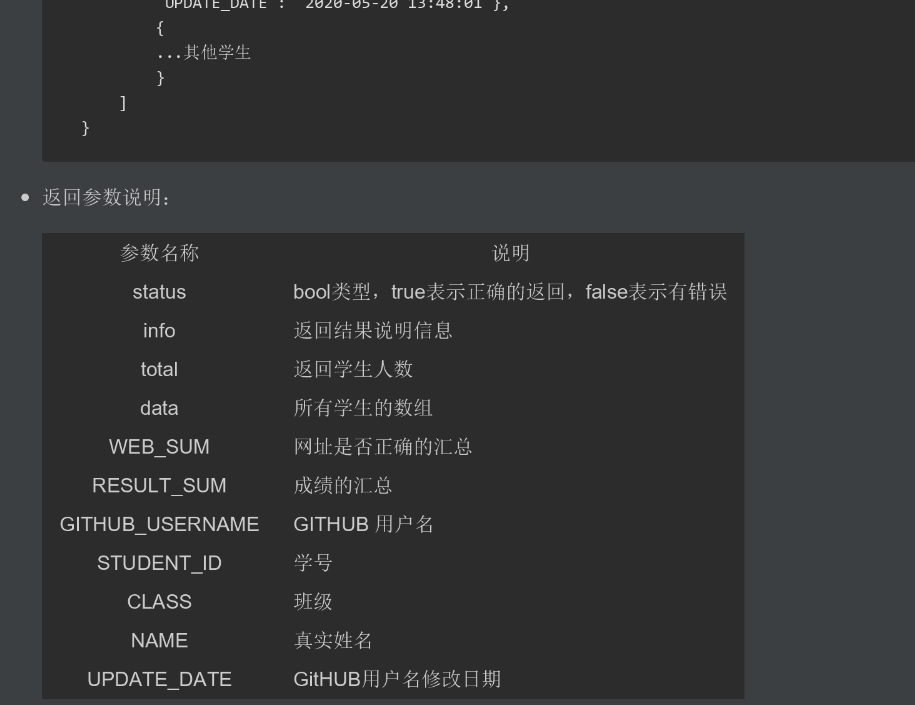 "UPDATE_DATE": "2020-05-20 13:48:01"},
{
...其他学生
}
]
}
返回参数说明：
参数名称 说明
status bool类型，true表示正确的返回，false表示有错误
info 返回结果说明信息
total 返回学生人数
data 所有学生的数组
WEB_SUM 网址是否正确的汇总
RESULT_SUM 成绩的汇总
GITHUB_USERNAME GITHUB 用户名
STUDENT_ID 学号
CLASS 班级
NAME 真实姓名
UPDATE_DATE GitHUB用户名修改日期